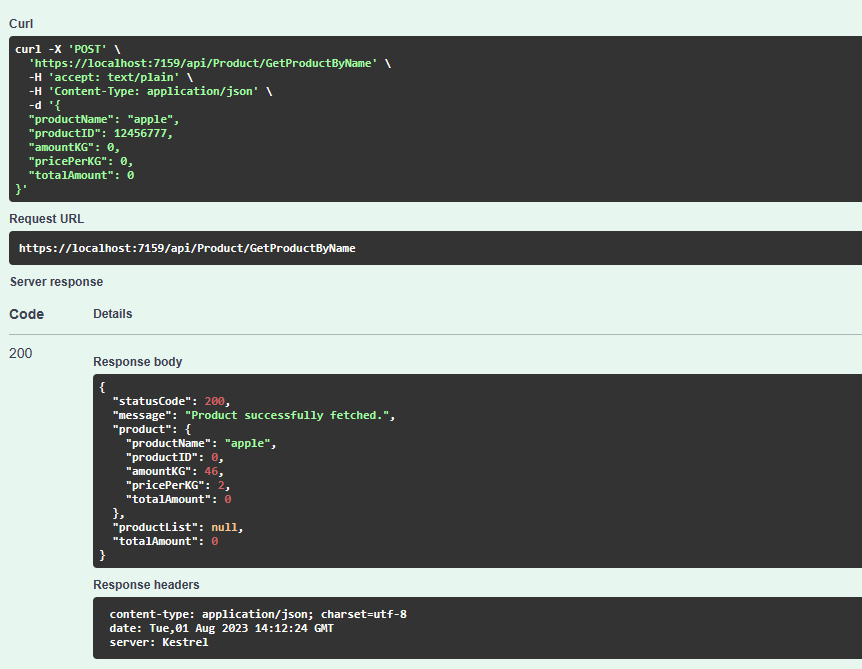 Curl
curl -X 'POST' \
  'https://localhost:7159/api/Product/GetProductByName' \
  -H 'accept: text/plain' \
  -H 'Content-Type: application/json' \
  -d '{
  "productName": "apple",
  "productID": 12456777,
  "amountKG": 0,
  "pricePerKG": 0,
  "totalAmount": 0
}'
Request URL
https://localhost:7159/api/Product/GetProductByName
Server response
Code Details
200
Response body
{
  "statusCode": 200,
  "message": "Product successfully fetched.",
  "product": {
    "productName": "apple",
    "productID": 0,
    "amountKG": 46,
    "pricePerKG": 2,
    "totalAmount": 0
  },
  "productList": null,
  "totalAmount": 0
}
Response headers
content-type: application/json; charset=utf-8
date: Tue,01 Aug 2023 14:12:24 GMT
server: Kestrel